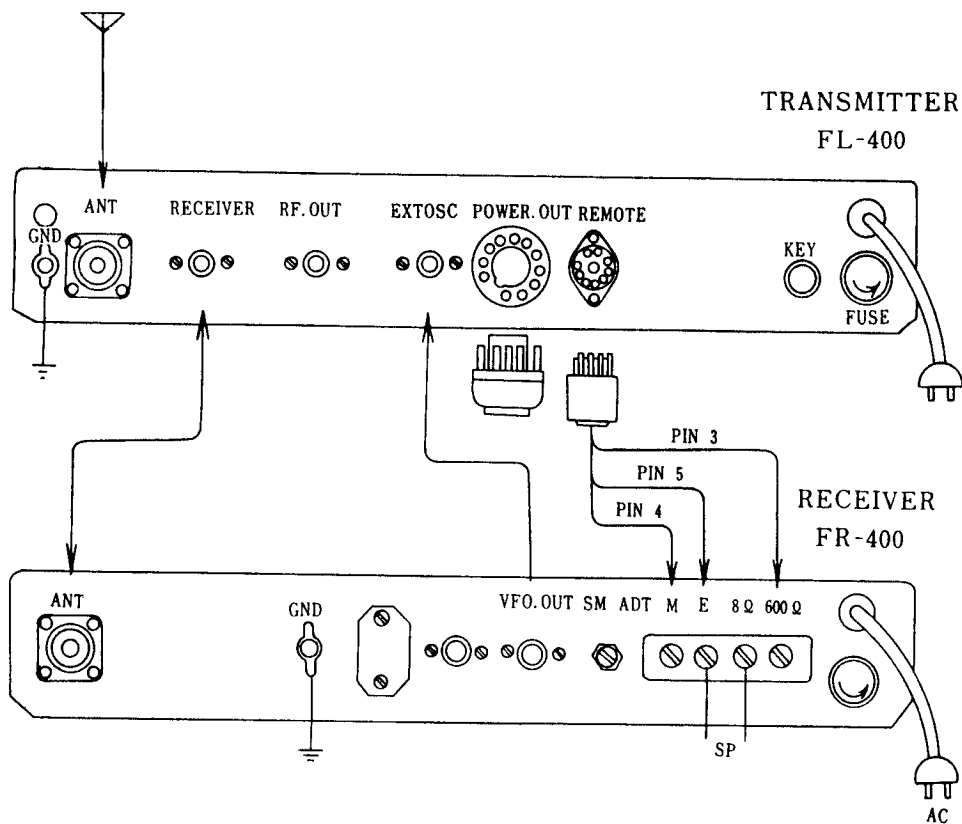 TRANSMITTER
FL-400
ANT
RECEIVER
RF.OUT
EXTOSC
POWER.OUT
REMOTE
GND
KEY
FUSE
AC
PIN 3
PIN 5
PIN 4
RECEIVER
FR-400
ANT
GND
VFO.OUT
SM
ADT
M
E
8Ω
600Ω
SP
AC